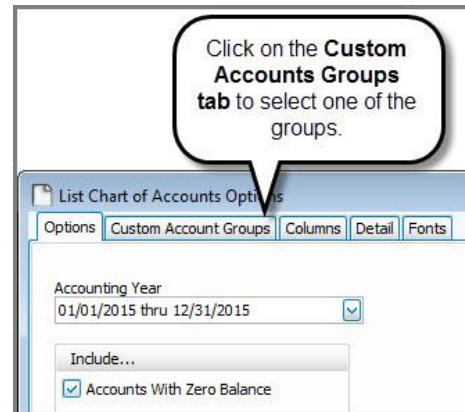 Click on the Custom
Accounts Groups
tab to select one of the
groups.
List Chart of Accounts Options
Options Custom Account Groups Columns Detail Fonts
Accounting Year
01/01/2015 thru 12/31/2015
Include...
Accounts With Zero Balance